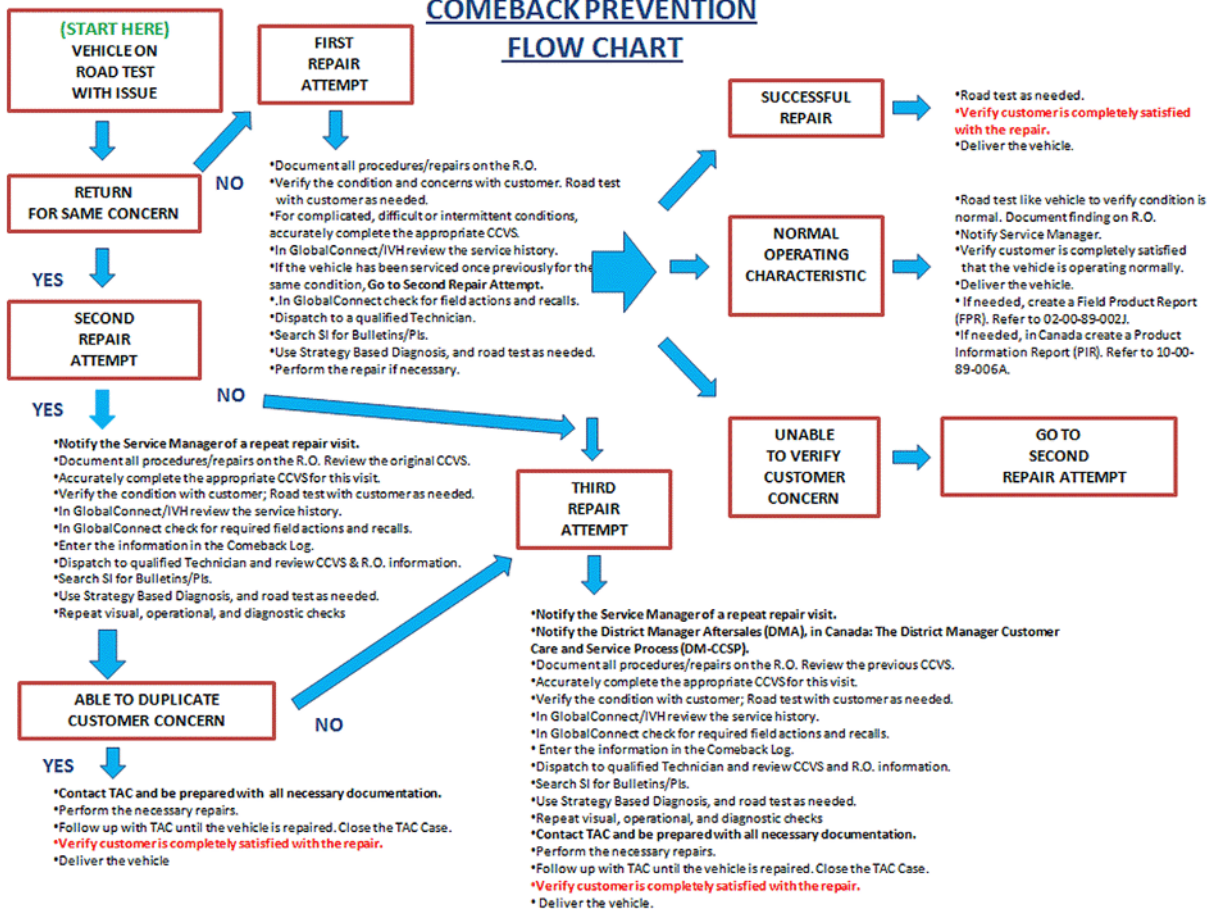 COMEBACK PREVENTION
FLOW CHART
(START HERE)
VEHICLE ON
ROAD TEST
WITH ISSUE
FIRST
REPAIR
ATTEMPT
NO
RETURN
FOR SAME CONCERN
•Document all procedures/repairs on the R.O.
•Verify the condition and concerns with customer. Road test
with customer as needed.
•For complicated, difficult or intermittent conditions,
accurately complete the appropriate CCVS.
•In GlobalConnect/IVH review the service history.
•If the vehicle has been serviced once previously for the
same condition, Go to Second Repair Attempt.
•.In GlobalConnect check for field actions and recalls.
•Dispatch to a qualified Technician.
•Search SI for Bulletins/PIs.
•Use Strategy Based Diagnosis, and road test as needed.
•Perform the repair if necessary.
SUCCESSFUL
REPAIR
•Road test as needed.
•Verify customer is completely satisfied
with the repair.
•Deliver the vehicle.
NORMAL
OPERATING
CHARACTERISTIC
•Road test like vehicle to verify condition is
normal. Document finding on R.O.
•Notify Service Manager.
•Verify customer is completely satisfied
that the vehicle is operating normally.
•Deliver the vehicle.
• If needed, create a Field Product Report
(FPR). Refer to 02-00-89-002J.
•If needed, in Canada create a Product
Information Report (PIR). Refer to 10-00-
89-006A.
UNABLE
TO VERIFY
CUSTOMER
CONCERN
GO TO
SECOND
REPAIR ATTEMPT
YES
SECOND
REPAIR
ATTEMPT
NO
YES
•Notify the Service Manager of a repeat repair visit.
•Document all procedures/repairs on the R.O. Review the original CCVS.
•Accurately complete the appropriate CCVS for this visit.
•Verify the condition with customer; Road test with customer as needed.
•In GlobalConnect/IVH review the service history.
•In GlobalConnect check for required field actions and recalls.
•Enter the information in the Comeback Log.
•Dispatch to qualified Technician and review CCVS & R.O. information.
•Search SI for Bulletins/PIs.
•Use Strategy Based Diagnosis, and road test as needed.
•Repeat visual, operational, and diagnostic checks
ABLE TO DUPLICATE
CUSTOMER CONCERN
NO
YES
•Contact TAC and be prepared with all necessary documentation.
•Perform the necessary repairs.
•Follow up with TAC until the vehicle is repaired. Close the TAC Case.
•Verify customer is completely satisfied with the repair.
•Deliver the vehicle
THIRD
REPAIR
ATTEMPT
•Notify the Service Manager of a repeat repair visit.
•Notify the District Manager Aftersales (DMA), in Canada: The District Manager Customer
Care and Service Process (DM-CCSP).
•Document all procedures/repairs on the R.O. Review the previous CCVS.
•Accurately complete the appropriate CCVS for this visit.
•Verify the condition with customer; Road test with customer as needed.
•In GlobalConnect/IVH review the service history.
•In GlobalConnect check for required field actions and recalls.
• Enter the information in the Comeback Log.
•Dispatch to qualified Technician and review CCVS and R.O. information.
•Search SI for Bulletins/PIs.
•Use Strategy Based Diagnosis, and road test as needed.
•Repeat visual, operational, and diagnostic checks
•Contact TAC and be prepared with all necessary documentation.
•Perform the necessary repairs.
•Follow up with TAC until the vehicle is repaired. Close the TAC Case.
•Verify customer is completely satisfied with the repair.
• Deliver the vehicle.